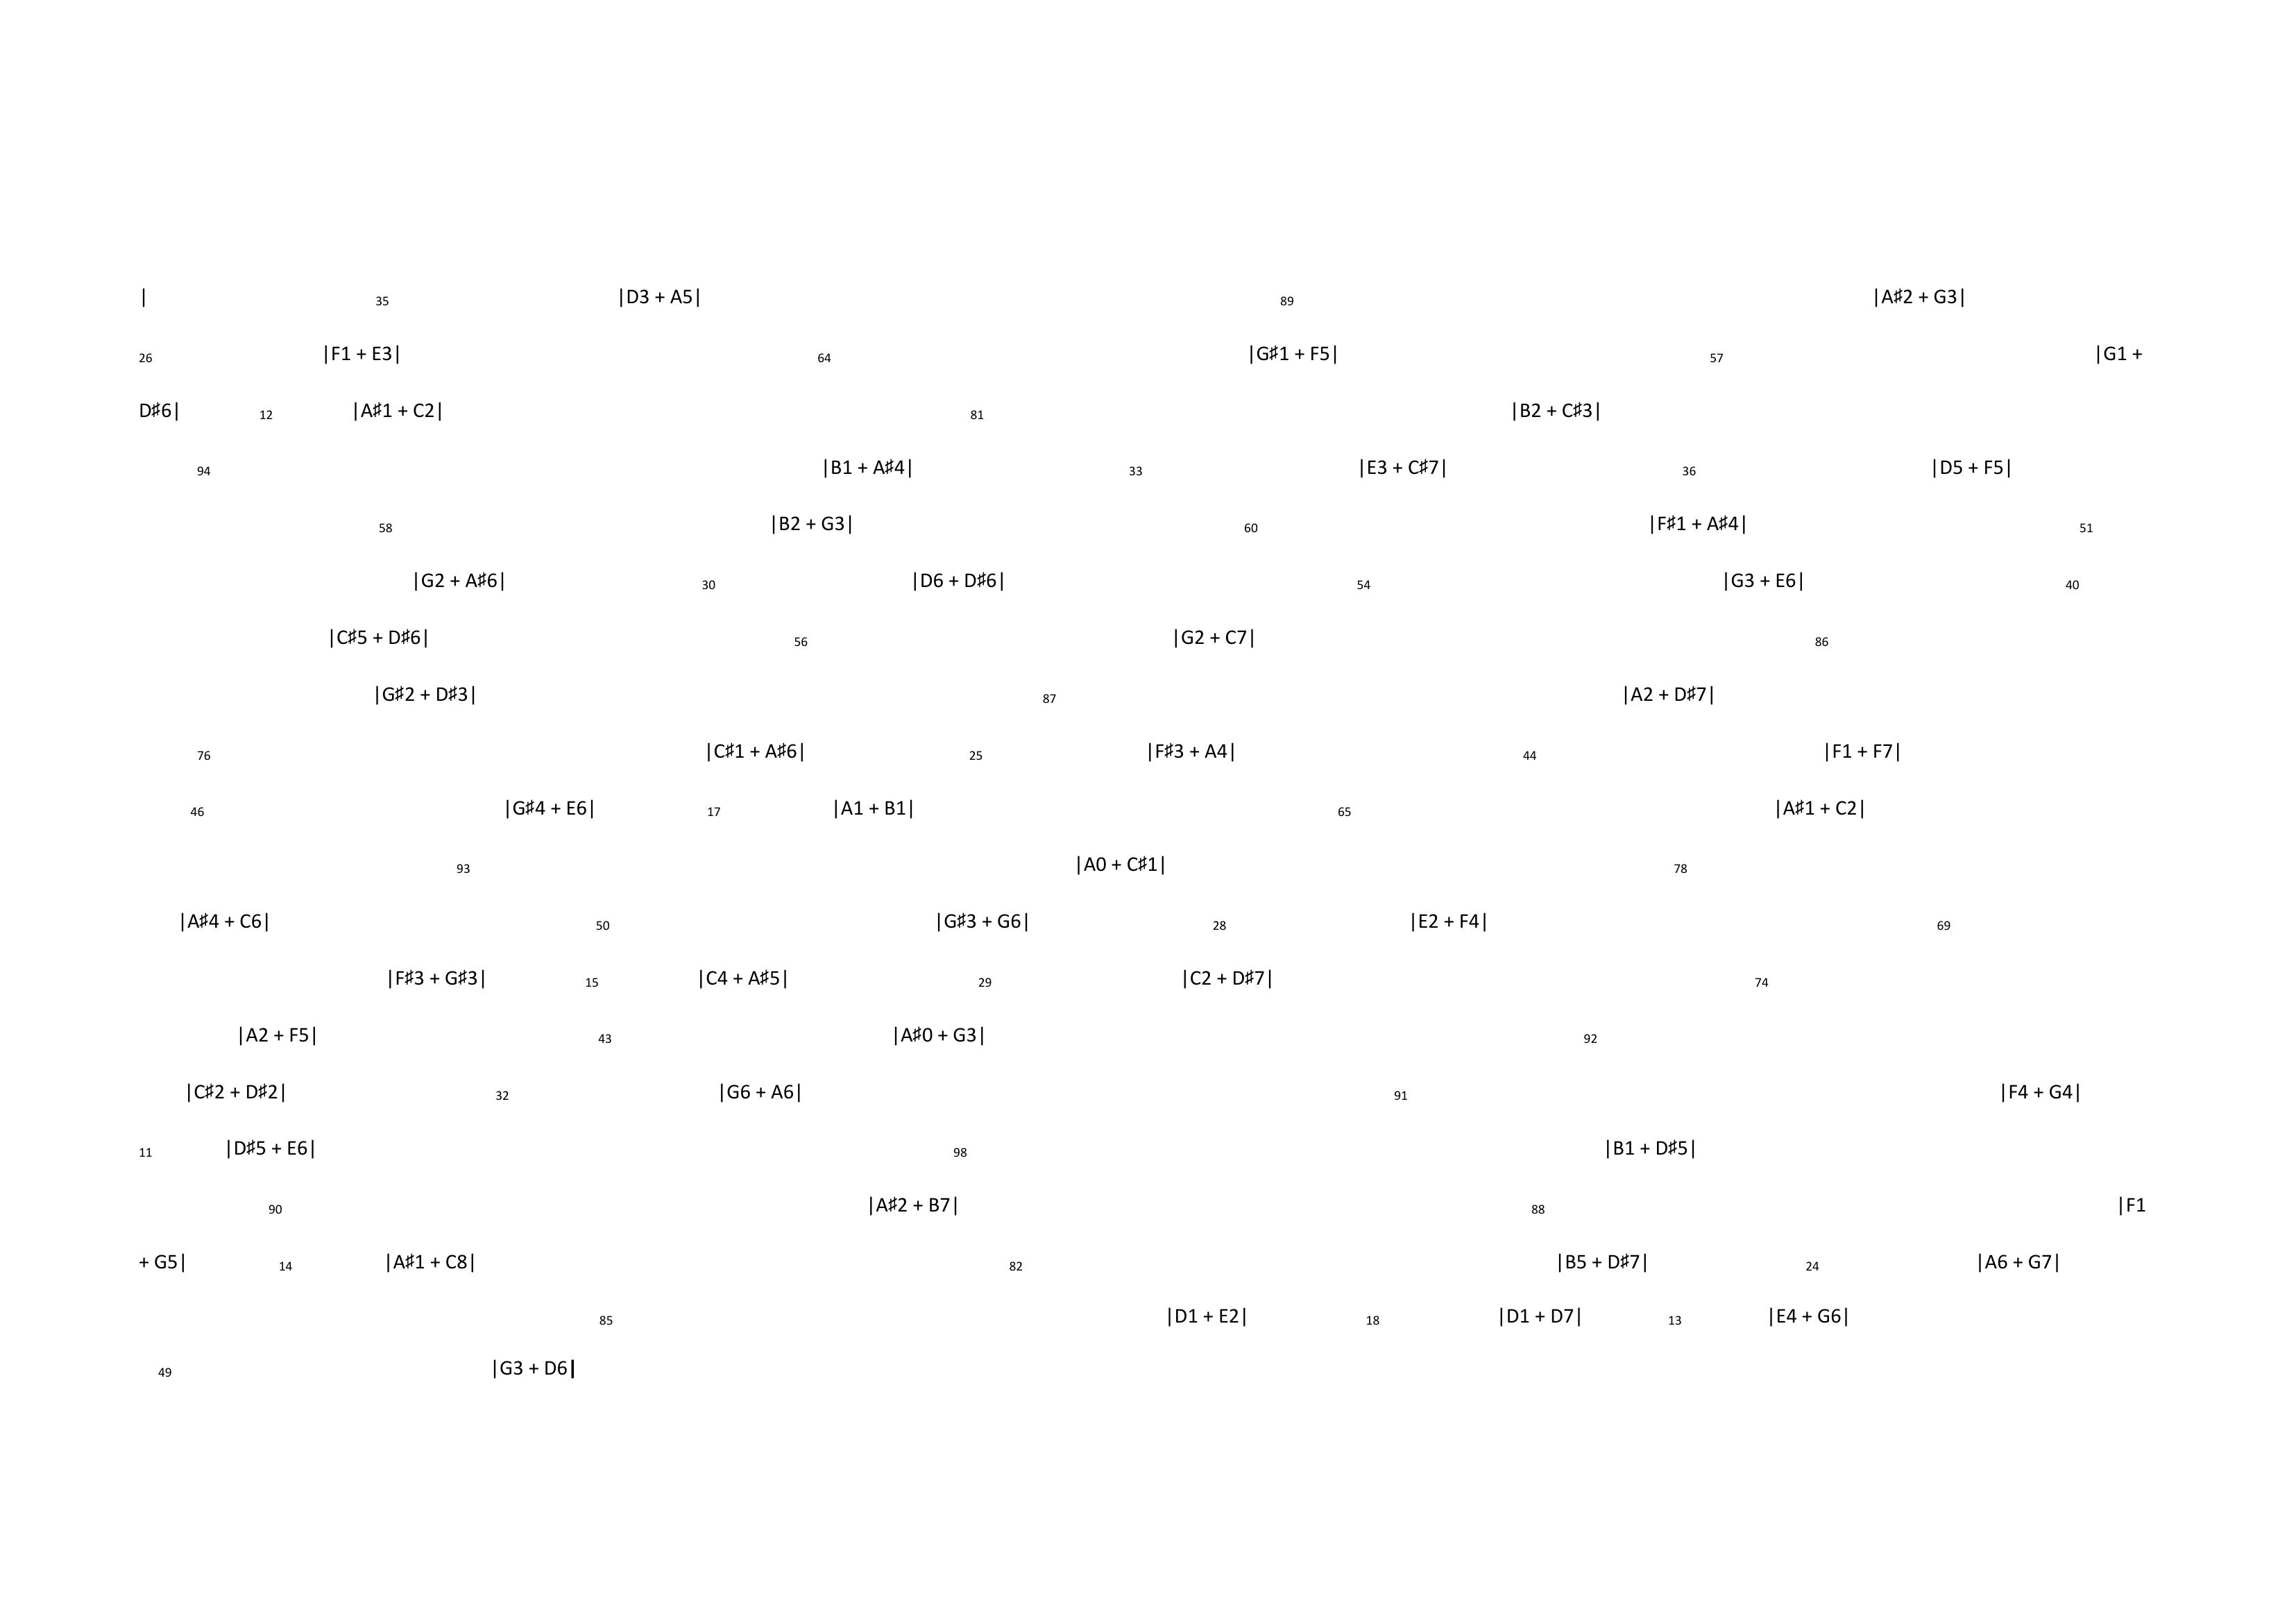 | 35 |D3 + A5| 89 |A♯2 + G3|
26 |F1 + E3| 64 |G♯1 + F5| 57 |G1 +
D♯6| 12 |A♯1 + C2| 81 |B2 + C♯3|
94 |B1 + A♯4| 33 |E3 + C♯7| 36 |D5 + F5|
58 |B2 + G3| 60 |F♯1 + A♯4| 51
|G2 + A♯6| 30 |D6 + D♯6| 54 |G3 + E6| 40
|C♯5 + D♯6| 56 |G2 + C7| 86
|G♯2 + D♯3| 87 |A2 + D♯7|
76 |C♯1 + A♯6| 25 |F♯3 + A4| 44 |F1 + F7|
46 |G♯4 + E6| 17 |A1 + B1| 65 |A♯1 + C2|
93 |A0 + C♯1| 78
|A♯4 + C6| 50 |G♯3 + G6| 28 |E2 + F4| 69
|F♯3 + G♯3| 15 |C4 + A♯5| 29 |C2 + D♯7| 74
|A2 + F5| 43 |A♯0 + G3| 92
|C♯2 + D♯2| 32 |G6 + A6| 91 |F4 + G4|
11 |D♯5 + E6| 98 |B1 + D♯5|
90 |A♯2 + B7| 88 |F1
+ G5| 14 |A♯1 + C8| 82 |B5 + D♯7| 24 |A6 + G7|
85 |D1 + E2| 18 |D1 + D7| 13 |E4 + G6|
49 |G3 + D6|